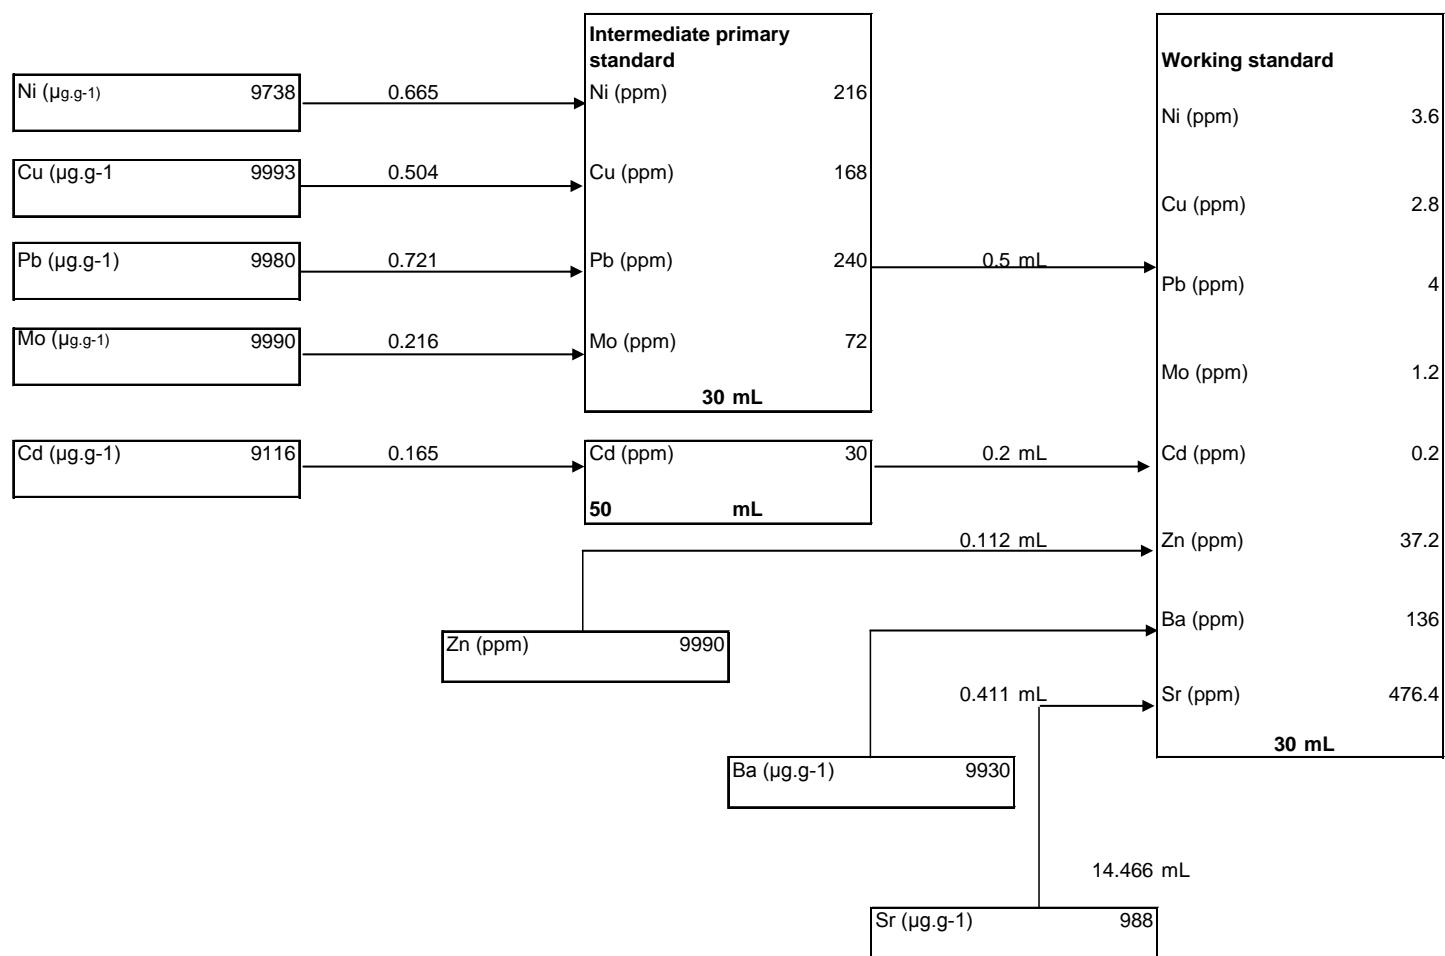 Intermediate primary
standard
Working standard
Ni (µg.g-1) 9738 0.665 Ni (ppm) 216
Ni (ppm) 3.6
Cu (µg.g-1 9993 0.504 Cu (ppm) 168
Cu (ppm) 2.8
Pb (µg.g-1) 9980 0.721 Pb (ppm) 240 0.5 mL
Pb (ppm) 4
Mo (µg.g-1) 9990 0.216 Mo (ppm) 72
Mo (ppm) 1.2
30 mL
Cd (µg.g-1) 9116 0.165 Cd (ppm) 30 0.2 mL Cd (ppm) 0.2
50 mL
0.112 mL Zn (ppm) 37.2
Ba (ppm) 136
Zn (ppm) 9990
0.411 mL Sr (ppm) 476.4
30 mL
Ba (µg.g-1) 9930
14.466 mL
Sr (µg.g-1) 988